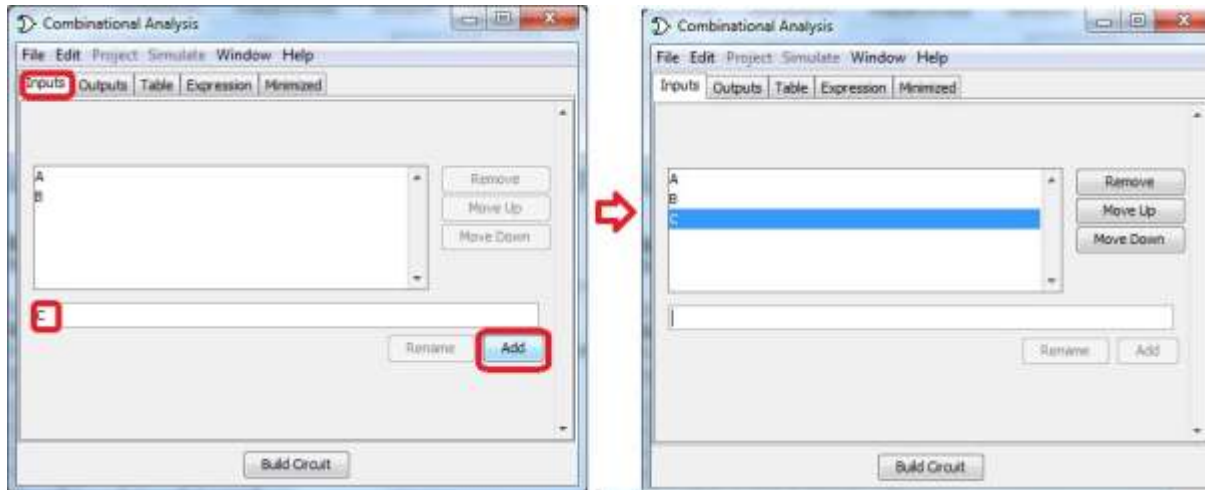 Combinational Analysis
File Edit Project Simulate Window Help
Inputs Outputs Table Expression Minimized
A
B
Remove
Move Up
Move Down
C
Rename Add
Build Circuit
Combinational Analysis
File Edit Project Simulate Window Help
Inputs Outputs Table Expression Minimized
A
B
C
Remove
Move Up
Move Down
Rename Add
Build Circuit